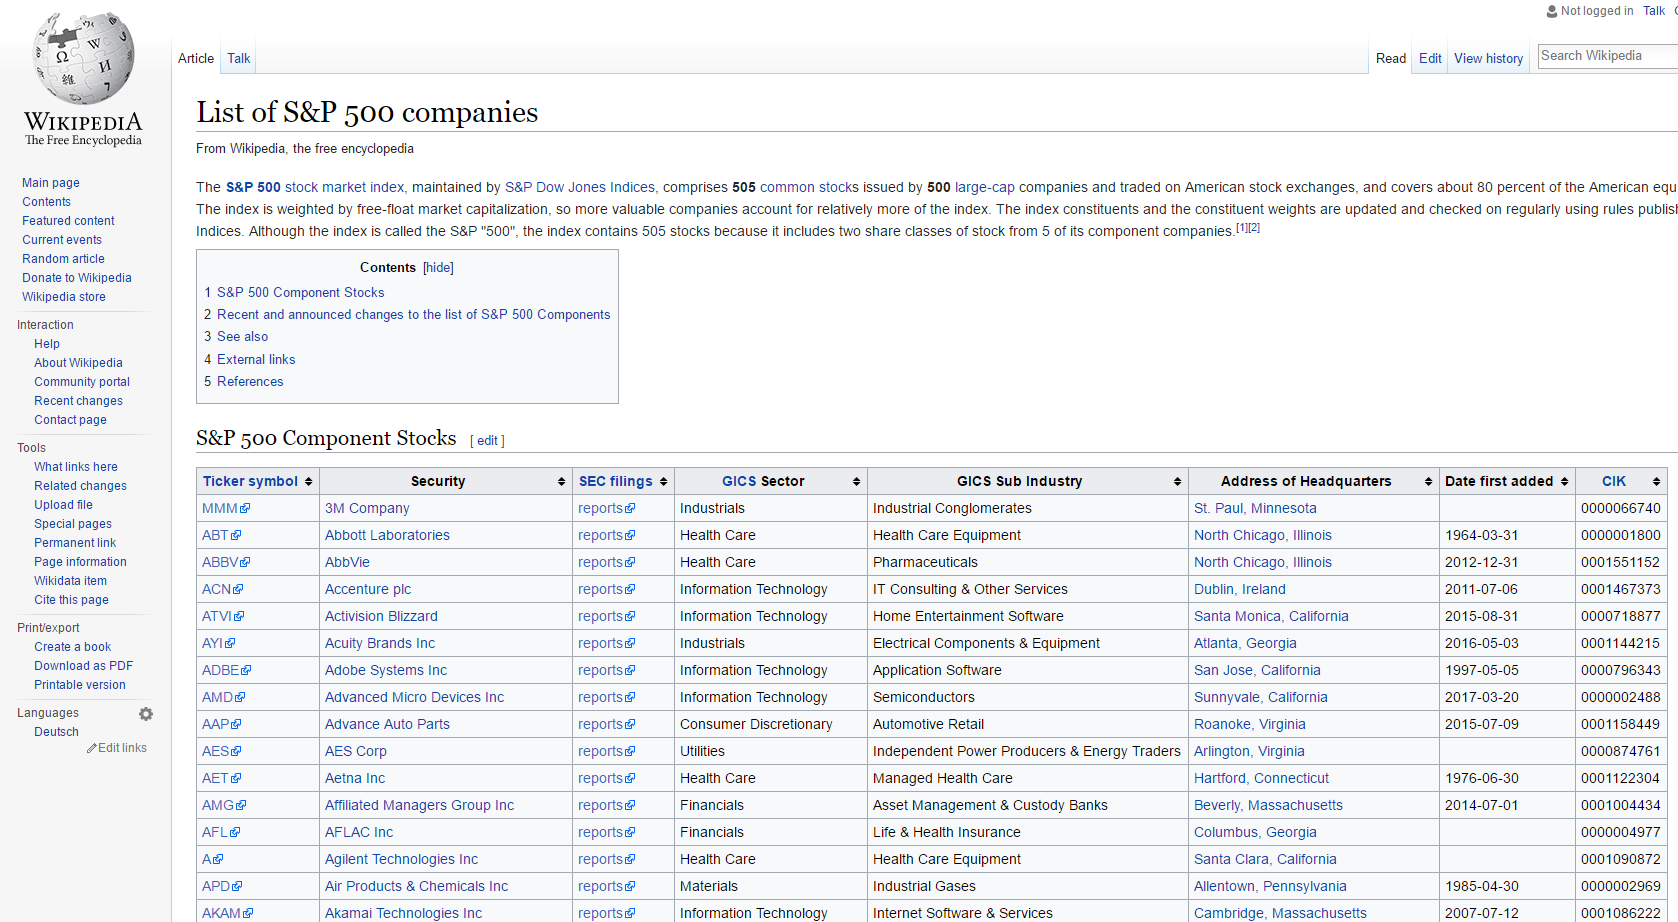 Not logged in Talk
Article Talk Read Edit View history Search Wikipedia
WIKIPEDIA
The Free Encyclopedia
Main page
Contents
Featured content
Current events
Random article
Donate to Wikipedia
Wikipedia store
Interaction
Help
About Wikipedia
Community portal
Recent changes
Contact page
Tools
What links here
Related changes
Upload file
Special pages
Permanent link
Page information
Wikidata item
Cite this page
Print/export
Create a book
Download as PDF
Printable version
Languages
Deutsch
Edit links
List of S&P 500 companies
From Wikipedia, the free encyclopedia
The S&P 500 stock market index, maintained by S&P Dow Jones Indices, comprises 505 common stocks issued by 500 large-cap companies and traded on American stock exchanges, and covers about 80 percent of the American equ
The index is weighted by free-float market capitalization, so more valuable companies account for relatively more of the index. The index constituents and the constituent weights are updated and checked on regularly using rules publish
Indices. Although the index is called the S&P "500", the index contains 505 stocks because it includes two share classes of stock from 5 of its component companies.[1][2]
Contents [hide]
1 S&P 500 Component Stocks
2 Recent and announced changes to the list of S&P 500 Components
3 See also
4 External links
5 References
S&P 500 Component Stocks [ edit ]
Ticker symbol Security SEC filings GICS Sector GICS Sub Industry Address of Headquarters Date first added CIK
MMM 3M Company reports Industrials Industrial Conglomerates St. Paul, Minnesota 0000066740
ABT Abbott Laboratories reports Health Care Health Care Equipment North Chicago, Illinois 1964-03-31 0000001800
ABBV AbbVie reports Health Care Pharmaceuticals North Chicago, Illinois 2012-12-31 0001551152
ACN Accenture plc reports Information Technology IT Consulting & Other Services Dublin, Ireland 2011-07-06 0001467373
ATVI Activision Blizzard reports Information Technology Home Entertainment Software Santa Monica, California 2015-08-31 0000718877
AYI Acuity Brands Inc reports Industrials Electrical Components & Equipment Atlanta, Georgia 2016-05-03 0001144215
ADBE Adobe Systems Inc reports Information Technology Application Software San Jose, California 1997-05-05 0000796343
AMD Advanced Micro Devices Inc reports Information Technology Semiconductors Sunnyvale, California 2017-03-20 0000002488
AAP Advance Auto Parts reports Consumer Discretionary Automotive Retail Roanoke, Virginia 2015-07-09 0001158449
AES AES Corp reports Utilities Independent Power Producers & Energy Traders Arlington, Virginia 0000874761
AET Aetna Inc reports Health Care Managed Health Care Hartford, Connecticut 1976-06-30 0001122304
AMG Affiliated Managers Group Inc reports Financials Asset Management & Custody Banks Beverly, Massachusetts 2014-07-01 0001004434
AFL AFLAC Inc reports Financials Life & Health Insurance Columbus, Georgia 0000004977
A Agilent Technologies Inc reports Health Care Health Care Equipment Santa Clara, California 0001090872
APD Air Products & Chemicals Inc reports Materials Industrial Gases Allentown, Pennsylvania 1985-04-30 0000002969
AKAM Akamai Technologies Inc reports Information Technology Internet Software & Services Cambridge, Massachusetts 2007-07-12 0001086222